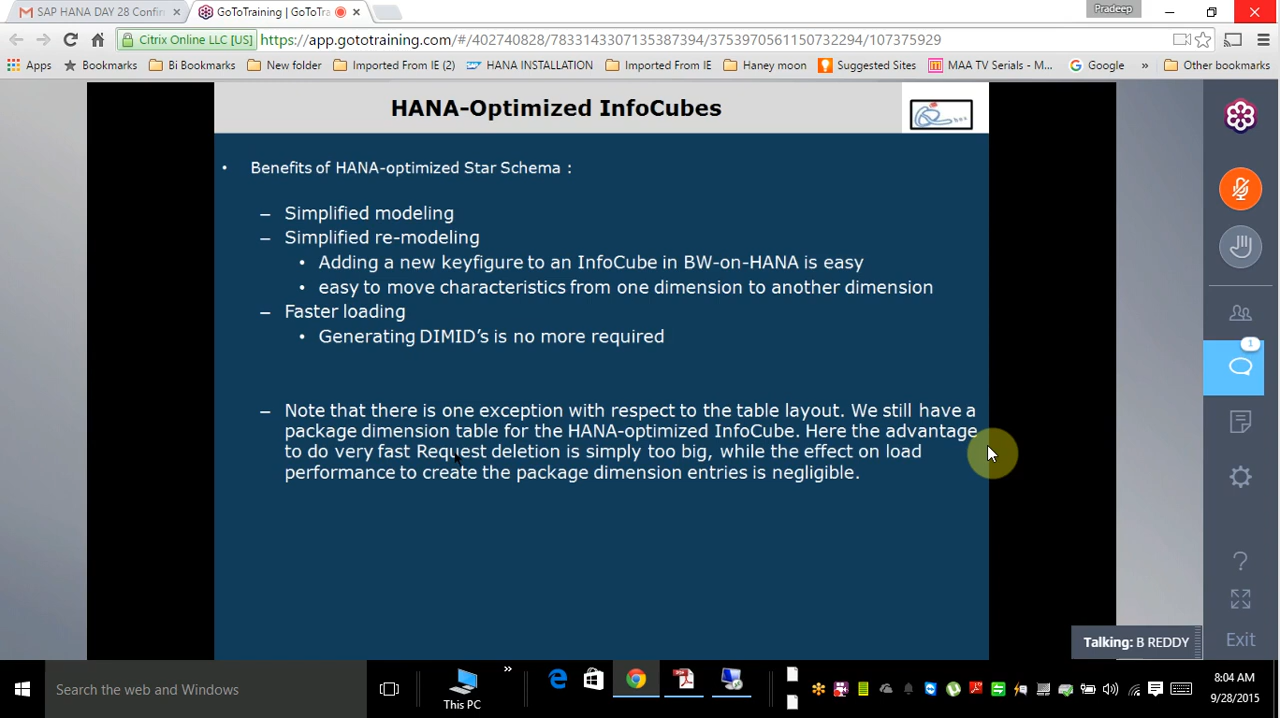 SAP HANA DAY 28 Confir
GoToTraining | GoToTra
Pradeep
Citrix Online LLC [US]
https://app.gototraining.com/#/402740828/7833143307135387394/3753970561150732294/107375929
Apps
Bookmarks
Bi Bookmarks
New folder
Imported From IE (2)
HANA INSTALLATION
Imported From IE
Haney moon
Suggested Sites
MAA TV Serials - M...
Google
»
Other bookmarks
HANA-Optimized InfoCubes
• Benefits of HANA-optimized Star Schema :
– Simplified modeling
– Simplified re-modeling
• Adding a new keyfigure to an InfoCube in BW-on-HANA is easy
• easy to move characteristics from one dimension to another dimension
– Faster loading
• Generating DIMID's is no more required
– Note that there is one exception with respect to the table layout. We still have a
package dimension table for the HANA-optimized InfoCube. Here the advantage
to do very fast Request deletion is simply too big, while the effect on load
performance to create the package dimension entries is negligible.
1
?
Exit
Talking: B REDDY
Search the web and Windows
This PC
»
8:04 AM
9/28/2015